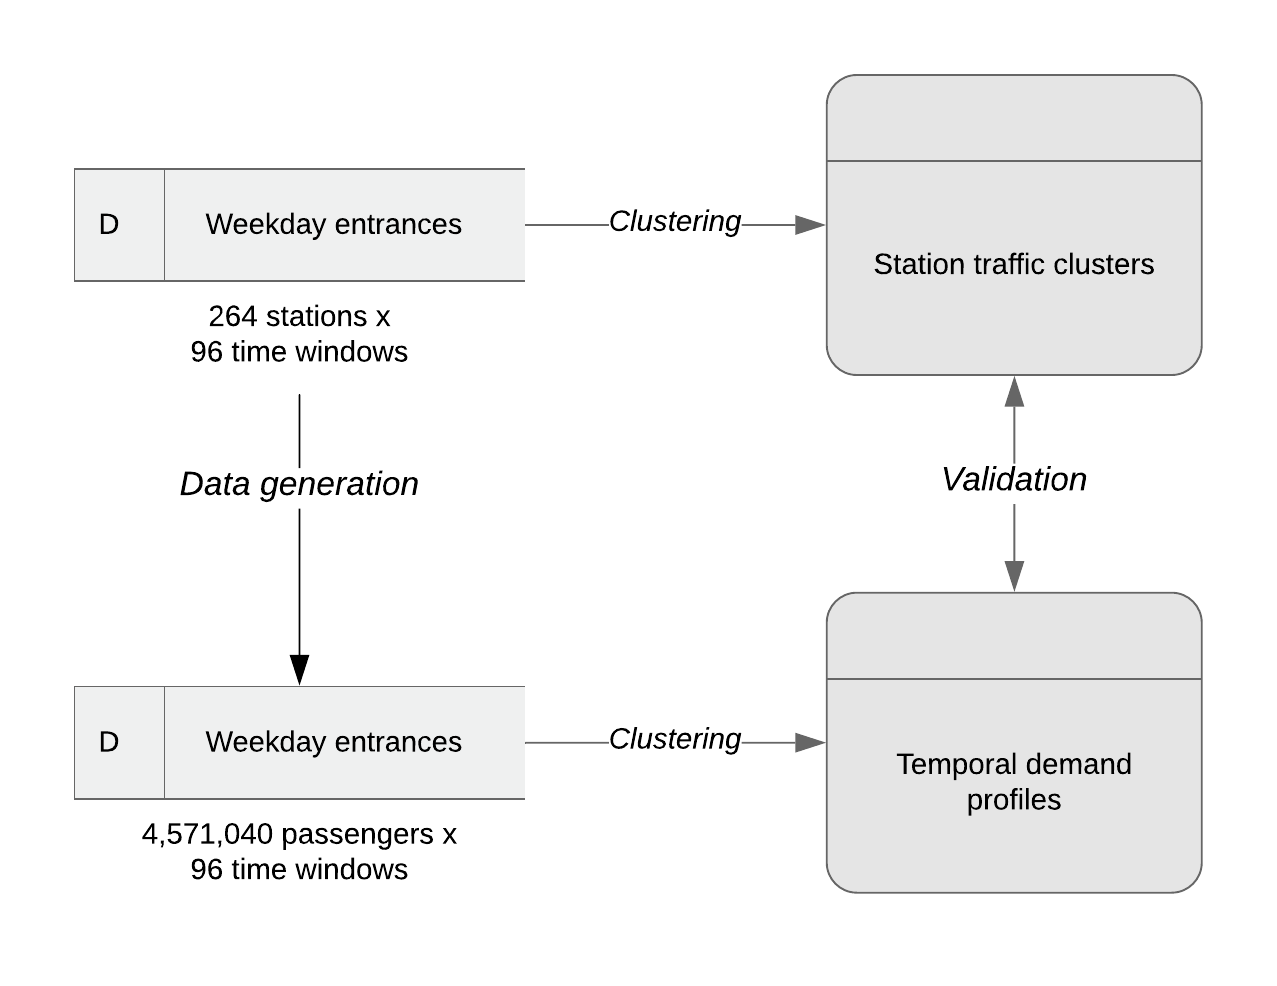 D
Weekday entrances
264 stations x
96 time windows
Clustering
Station traffic clusters
Data generation
Validation
D
Weekday entrances
4,571,040 passengers x
96 time windows
Clustering
Temporal demand
profiles